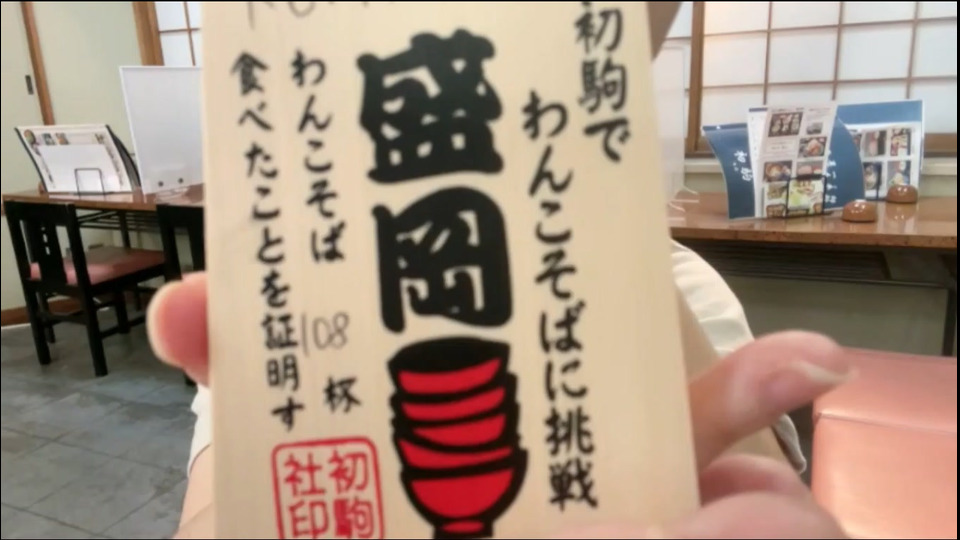 初駒で
わんこそばに挑戦
盛岡
わんこそば 108 杯
食べたことを証明す
初駒
社印